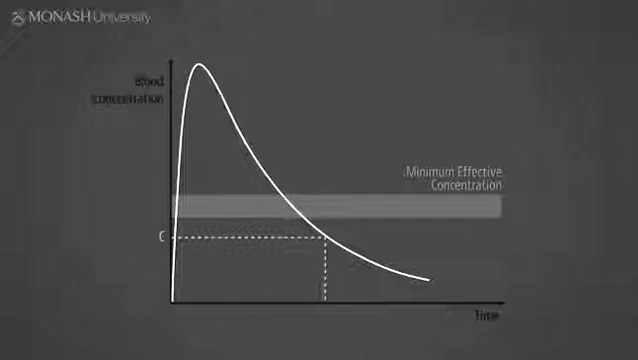 MONASH University
Blood
concentration
Minimum Effective
Concentration
C
Time